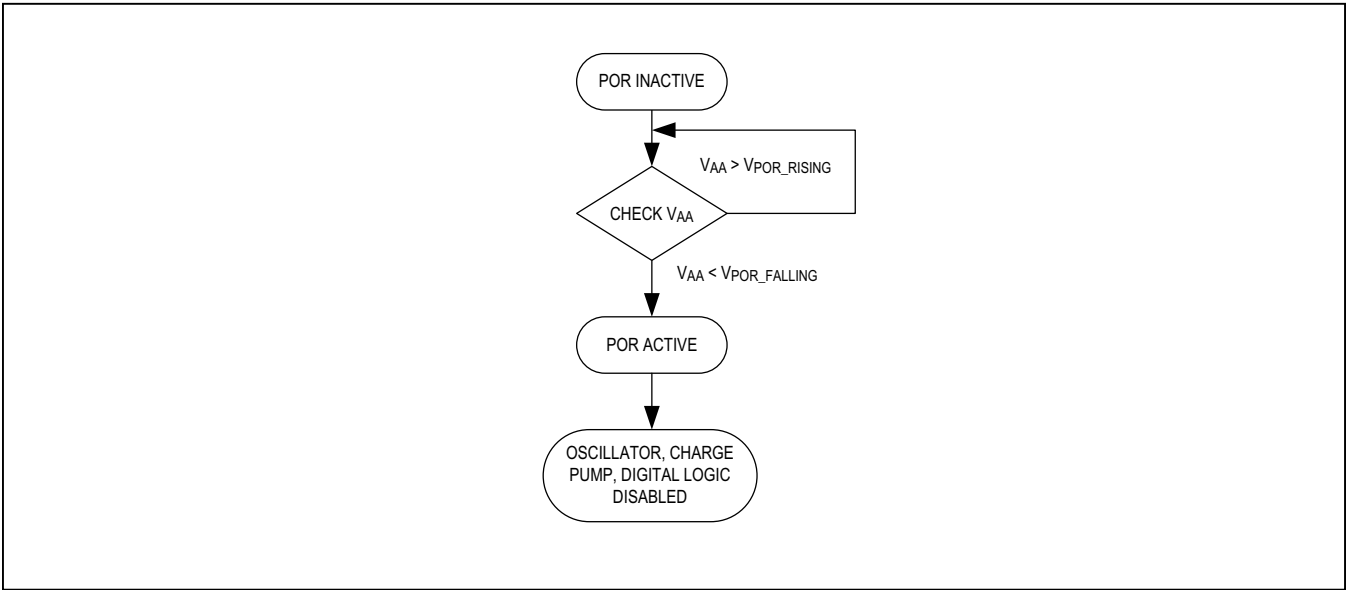 POR INACTIVE
VAA > VPOR_RISING
CHECK VAA
VAA < VPOR_FALLING
POR ACTIVE
OSCILLATOR, CHARGE
PUMP, DIGITAL LOGIC
DISABLED